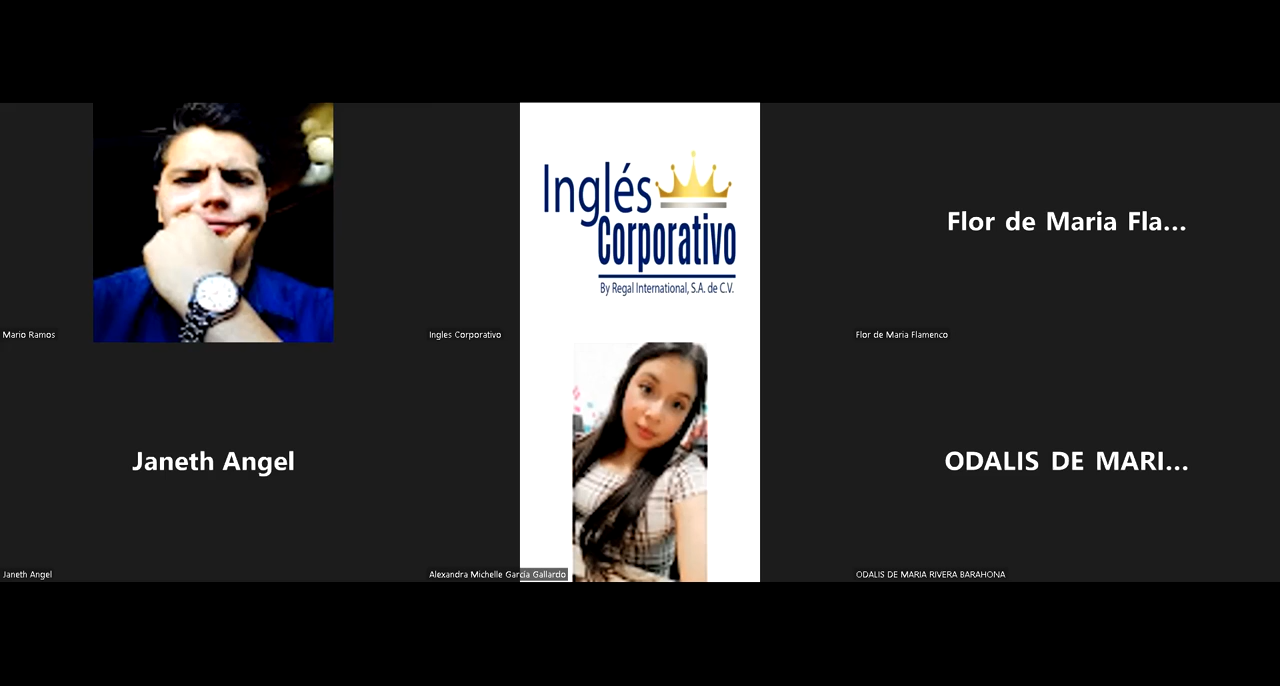 Inglés
Corporativo
By Regal International, S.A. de C.V.
Flor de Maria Fla...
Mario Ramos
Ingles Corporativo
Flor de Maria Flamenco
Janeth Angel
ODALIS DE MARI...
Janeth Angel
Alexandra Michelle García Gallardo
ODALIS DE MARIA RIVERA BARAHONA